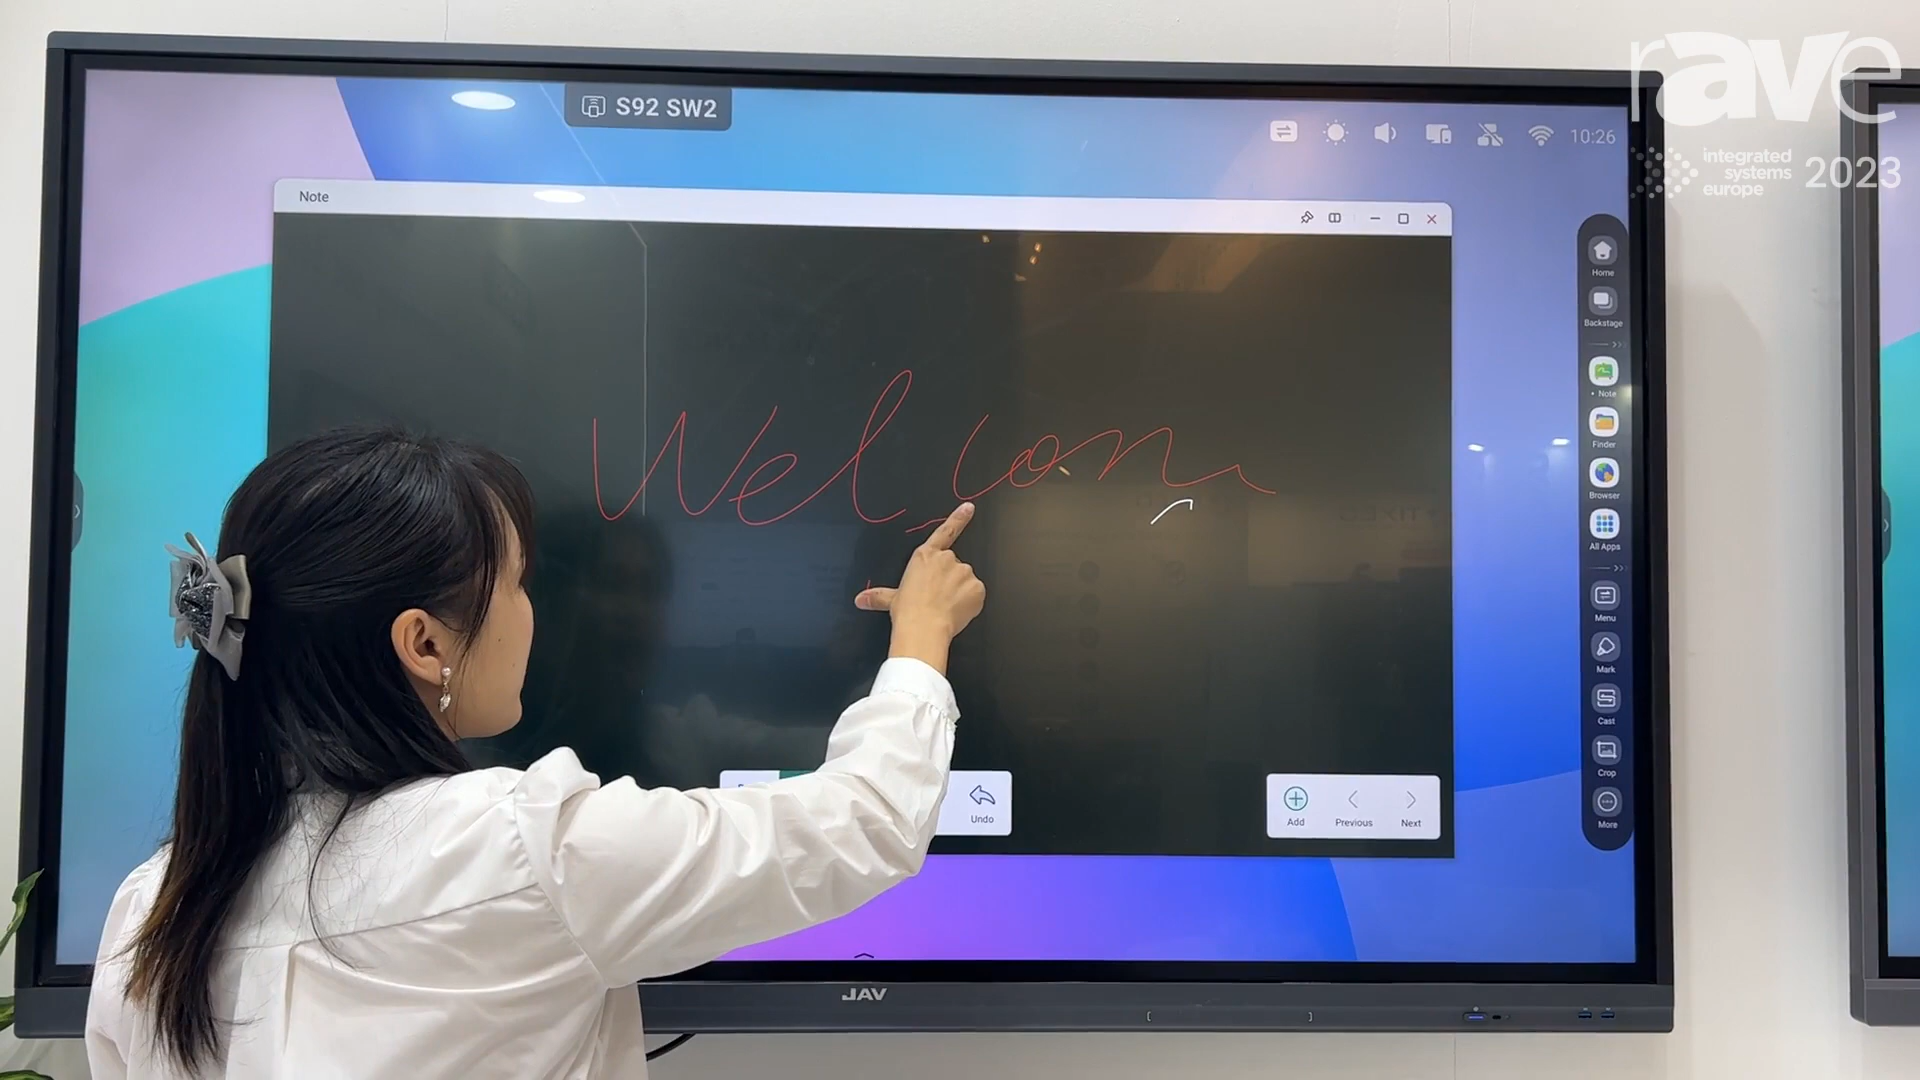 rave
integrated
systems
europe
2023
S92 SW2
10:26
Note
Welcom
Home
Backstage
Note
Finder
Browser
All Apps
Menu
Mark
Cast
Crop
More
Undo
Add
Previous
Next
JAV